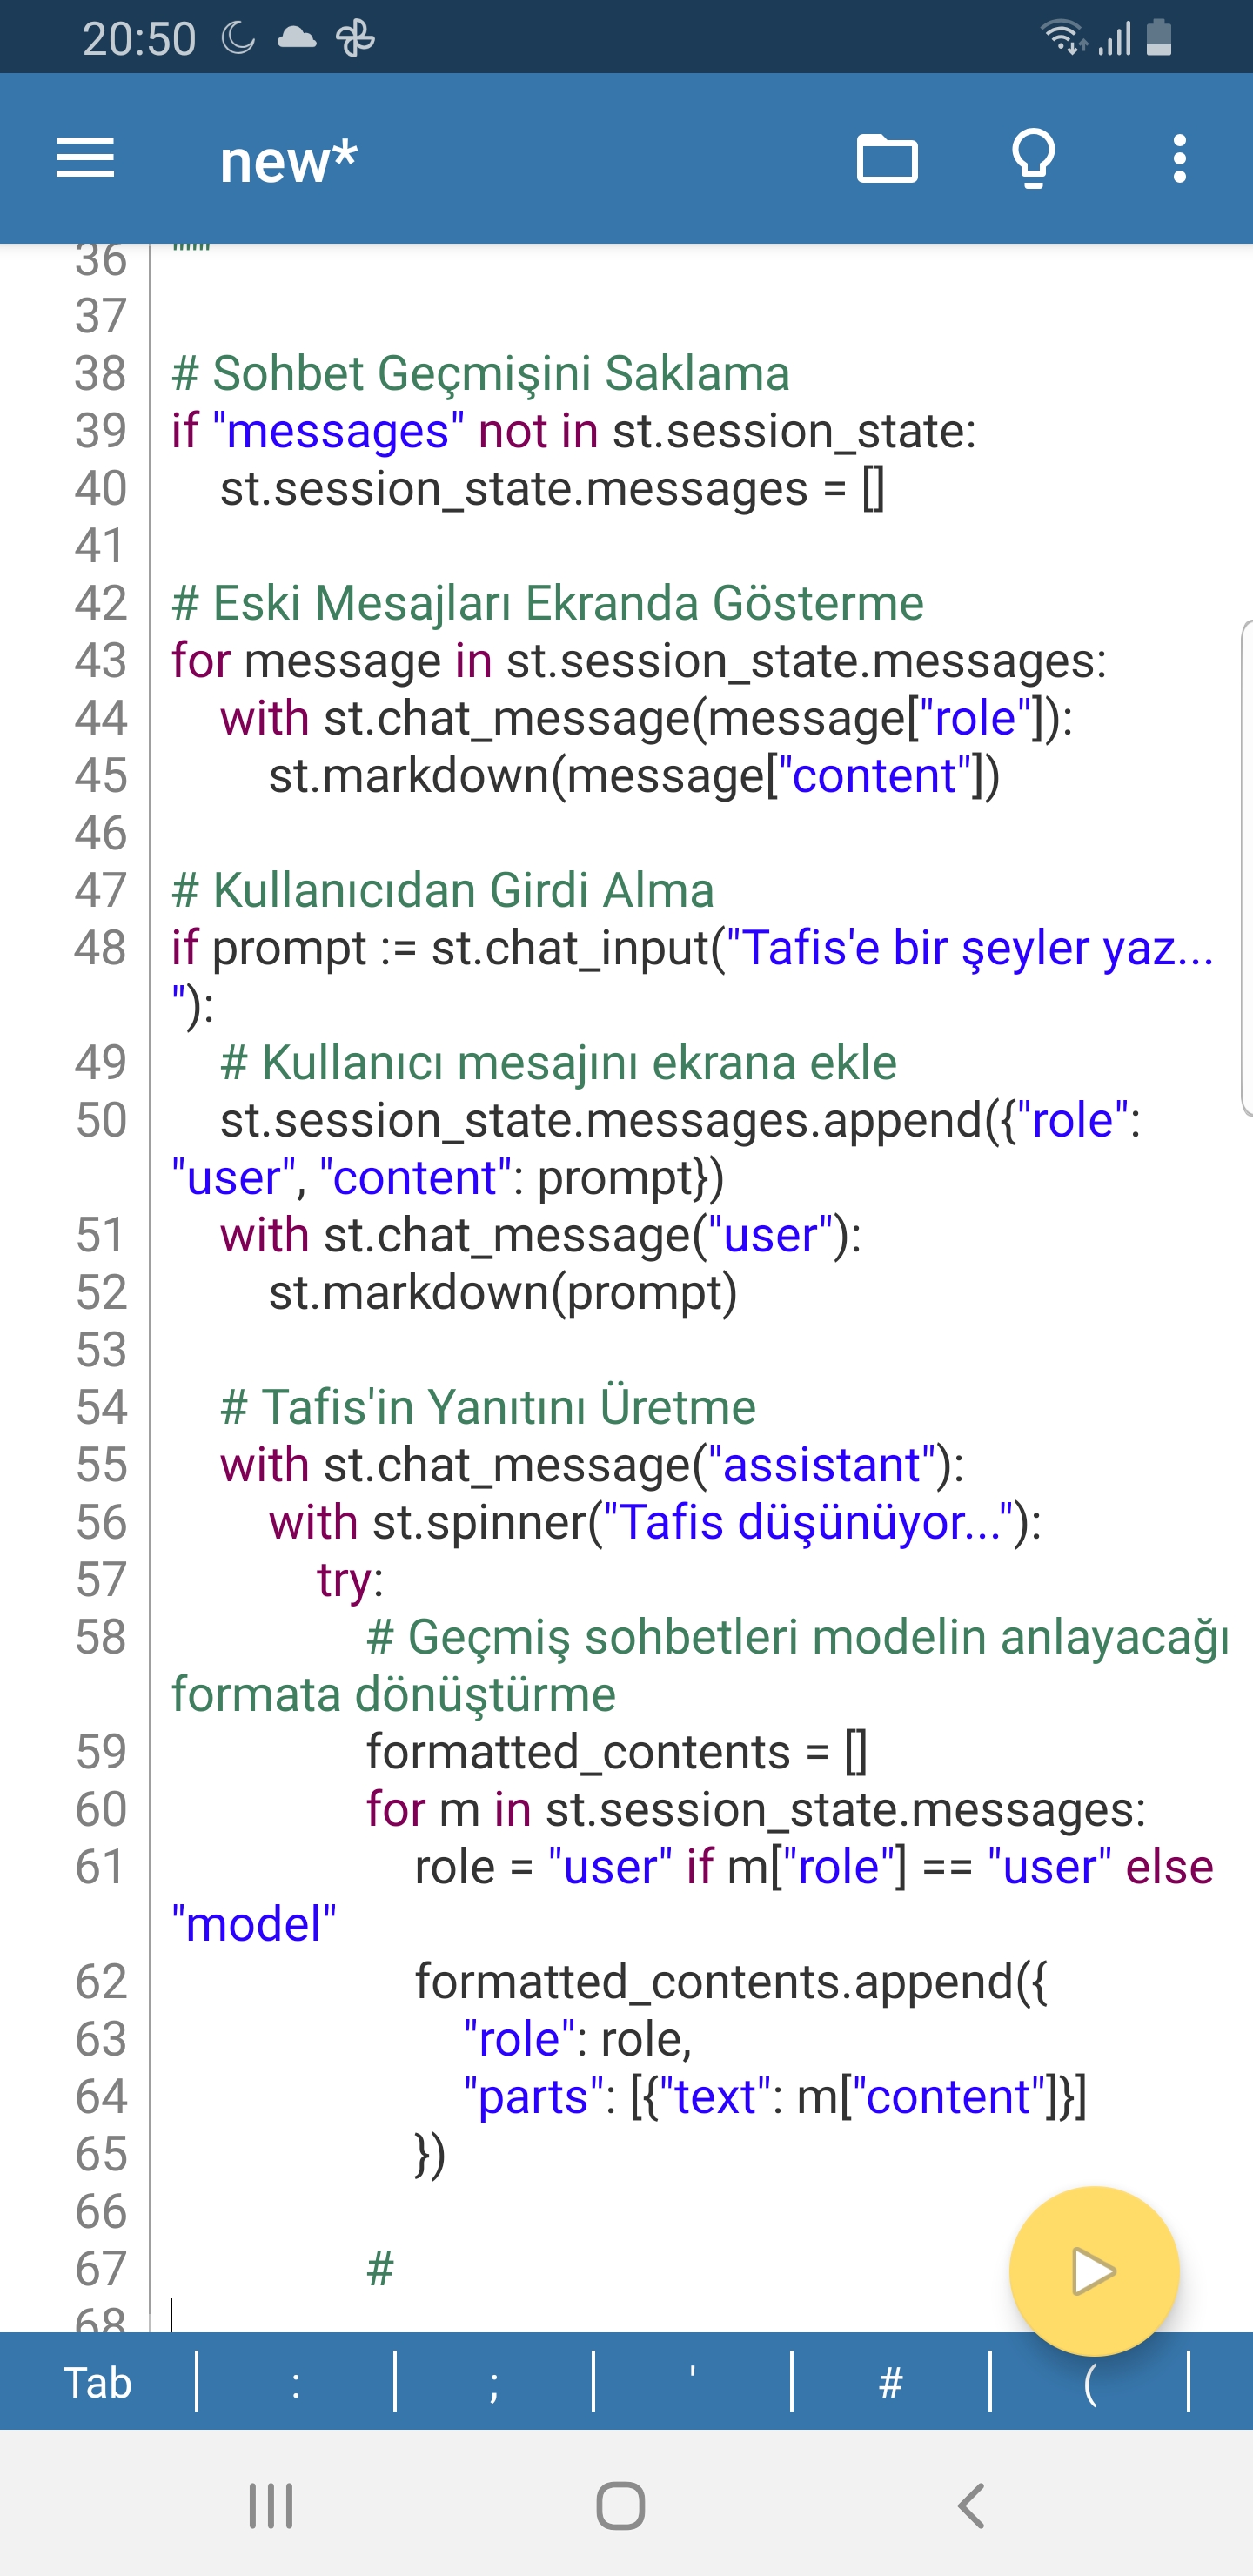 20:50
new*
36 """
37
38 # Sohbet Geçmişini Saklama
39 if "messages" not in st.session_state:
40 st.session_state.messages = []
41
42 # Eski Mesajları Ekranda Gösterme
43 for message in st.session_state.messages:
44 with st.chat_message(message["role"]):
45 st.markdown(message["content"])
46
47 # Kullanıcıdan Girdi Alma
48 if prompt := st.chat_input("Tafis'e bir şeyler yaz...
"):
49 # Kullanıcı mesajını ekrana ekle
50 st.session_state.messages.append({"role":
"user", "content": prompt})
51 with st.chat_message("user"):
52 st.markdown(prompt)
53
54 # Tafis'in Yanıtını Üretme
55 with st.chat_message("assistant"):
56 with st.spinner("Tafis düşünüyor..."):
57 try:
58 # Geçmiş sohbetleri modelin anlayacağı
formata dönüştürme
59 formatted_contents = []
60 for m in st.session_state.messages:
61 role = "user" if m["role"] == "user" else
"model"
62 formatted_contents.append({
63 "role": role,
64 "parts": [{"text": m["content"]}]
65 })
66
67 #
68
Tab : ; ' # (